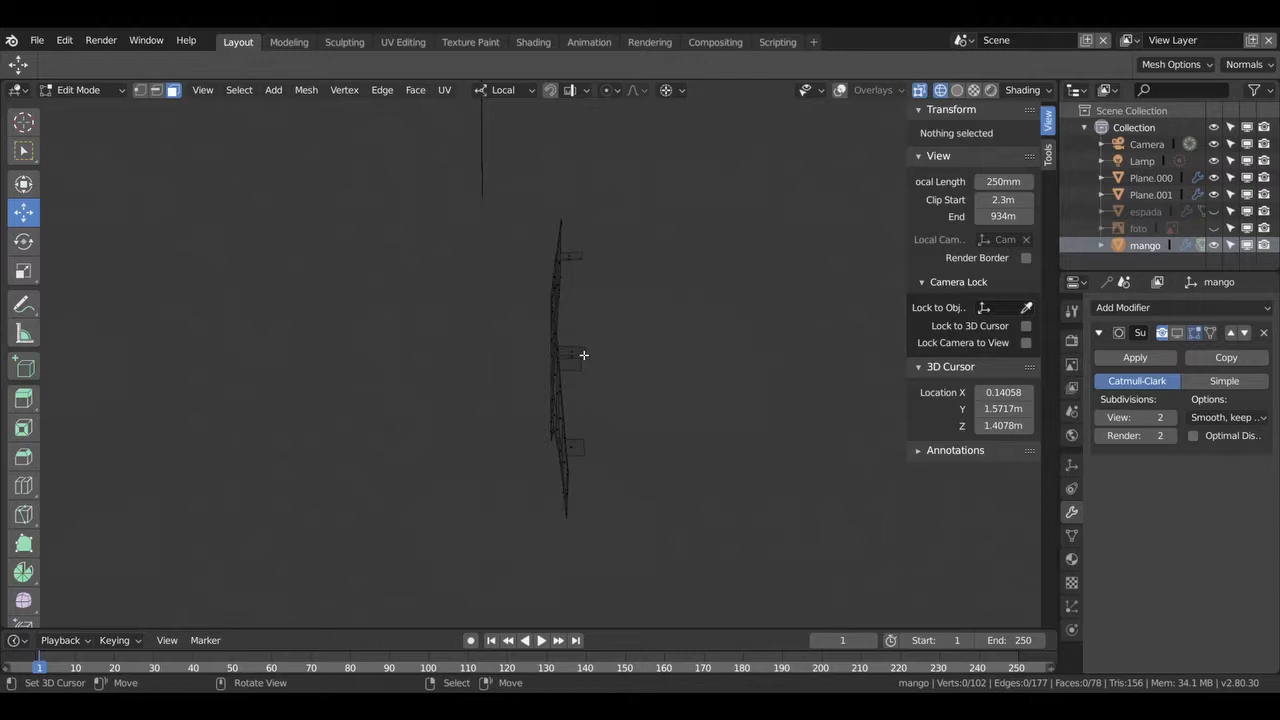 File Edit Render Window Help Layout Modeling Sculpting UV Editing Texture Paint Shading Animation Rendering Compositing Scripting + Scene View Layer
Mesh Options Normals
Edit Mode View Select Add Mesh Vertex Edge Face UV Local Overlays Shading
Transform
Nothing selected
View
ocal Length 250mm
Clip Start 2.3m
End 934m
Local Cam.. Cam
Render Border
Camera Lock
Lock to Obj..
Lock to 3D Cursor
Lock Camera to View
3D Cursor
Location X 0.14058
Y 1.5717m
Z 1.4078m
Annotations
View
Tools
Scene Collection
Collection
Camera
Lamp
Plane.000
Plane.001
espada
foto
mango
mango
Add Modifier
Su
Apply Copy
Catmull-Clark Simple
Subdivisions: Options:
View: 2 Smooth, keep ..
Render: 2 Optimal Dis..
Playback Keying View Marker 1 Start: 1 End: 250
1 10 20 30 40 50 60 70 80 90 100 110 120 130 140 150 160 170 180 190 200 210 220 230 240 250
Set 3D Cursor Move Rotate View Select Move mango | Verts:0/102 | Edges:0/177 | Faces:0/78 | Tris:156 | Mem: 34.1 MB | v2.80.30